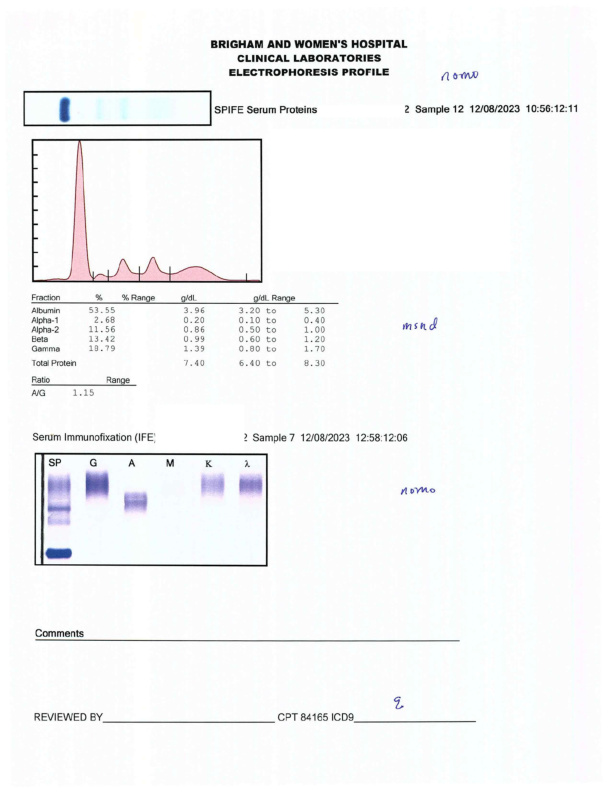 BRIGHAM AND WOMEN'S HOSPITAL
CLINICAL LABORATORIES
ELECTROPHORESIS PROFILE
nomo
SPIFE Serum Proteins 2 Sample 12 12/08/2023 10:56:12:11
Fraction % % Range g/dL g/dL Range
Albumin 53.55 3.96 3.20 to 5.30
Alpha-1 2.68 0.20 0.10 to 0.40
Alpha-2 11.56 0.86 0.50 to 1.00
Beta 13.42 0.99 0.60 to 1.20
Gamma 18.79 1.39 0.80 to 1.70
Total Protein 7.40 6.40 to 8.30
msnd
Ratio Range
A/G 1.15
Serum Immunofixation (IFE) 2 Sample 7 12/08/2023 12:58:12:06
SP G A M K λ
nomo
Comments
REVIEWED BY CPT 84165 ICD9